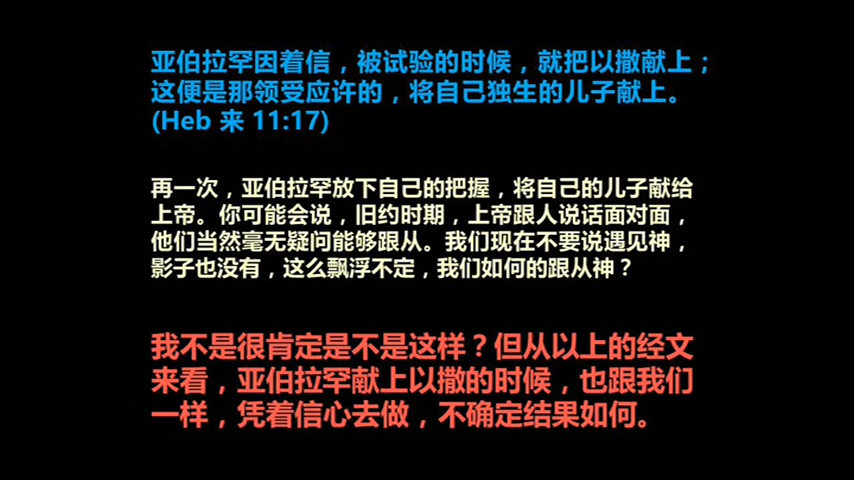 亚伯拉罕因着信，被试验的时候，就把以撒献上；
这便是那领受应许的，将自己独生的儿子献上。
(Heb 来 11:17)
再一次，亚伯拉罕放下自己的把握，将自己的儿子献给
上帝。你可能会说，旧约时期，上帝跟人说话面对面，
他们当然毫无疑问能够跟从。我们现在不要说遇见神，
影子也没有，这么飘浮不定，我们如何的跟从神？
我不是很肯定是不是这样？但从以上的经文
来看，亚伯拉罕献上以撒的时候，也跟我们
一样，凭着信心去做，不确定结果如何。